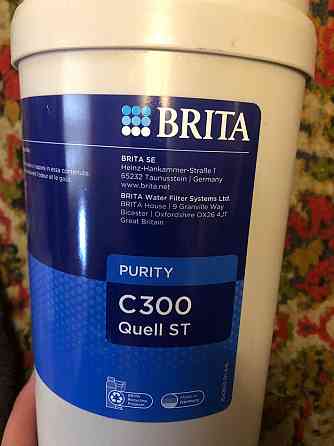 BRITA
BRITA SE
Heinz-Hankammer-Straße 1
65232 Taunusstein | Germany
www.brita.net
BRITA Water Filter Systems Ltd.
BRITA House | 9 Granville Way
Bicester | Oxfordshire OX26 4JT
Great Britain
PURITY
C300
Quell ST